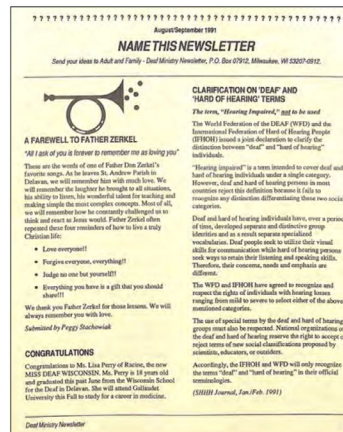 ? ? ? ? ? ? ? ? ? ? ? ? ? ? ? ? ? ? ? ? ? ? ? ? ? ? ? ? ? ? ? ? ? ? ? ? ? ? ? ?
August/September 1991
NAME THIS NEWSLETTER
Send your ideas to Adult and Family - Deaf Ministry Newsletter, P.O. Box 07912, Milwaukee, WI 53207-0912.
A FAREWELL TO FATHER ZERKEL
"All I ask of you is forever to remember me as loving you"
These are the words of one of Father Don Zerkel's
favorite songs. As he leaves St. Andrew Parish in
Delavan, we will remember him with much love. We
will remember the laughter he brought to all situations,
his ability to listen, his wonderful talent for teaching and
making simple the most complex concepts. Most of all,
we will remember how he constantly challenged us to
think and react as Jesus would. Father Zerkel often
repeated these four reminders of how to live a truly
Christian life:
• Love everyone!!
• Forgive everyone, everything!!
• Judge no one but yourself!!
• Everything you have is a gift that you should
share!!!
We thank you Father Zerkel for those lessons. We will
always remember you with love.
Submitted by Peggy Stachowiak
CONGRATULATIONS
Congratulations to Ms. Lisa Perry of Racine, the new
MISS DEAF WISCONSIN. Ms. Perry is 18 years old
and graduated this past June from the Wisconsin School
for the Deaf in Delavan. She will attend Gallaudet
University this Fall to study for a career in medicine.
CLARIFICATION ON 'DEAF' AND
'HARD OF HEARING' TERMS
The term, "Hearing Impaired," not to be used
The World Federation of the DEAF (WFD) and the
International Federation of Hard of Hearing People
(IFHOH) issued a joint declaration to clarify the
distinction between "deaf" and "hard of hearing"
individuals.
"Hearing impaired" is a term intended to cover deaf and
hard of hearing persons under a single category.
However, deaf and hard of hearing persons in most
countries reject this definition because it fails to
recognize any distinction differentiating these two social
categories.
Deaf and hard of hearing individuals have, over a period
of time, developed separate and distinctive group
identities and as a result separate specialized
vocabularies. Deaf people seek to utilize their visual
skills for communication while hard of hearing persons
seek ways to retain their listening and speaking skills.
Therefore, their concerns, needs and emphasis are
different.
The WFD and IFHOH have agreed to recognize and
respect the rights of individuals with hearing losses
ranging from mild to severe to select either of the above
mentioned categories.
The use of special terms by the deaf and hard of hearing
groups must also be respected. National organizations of
the deaf and hard of hearing reserve the right to accept or
reject terms of new social classifications proposed by
scientists, educators, or outsiders.
Accordingly, the IFHOH and WFD will only recognize
the terms "deaf" and "hard of hearing" in their official
terminologies.
(SHHH Journal, Jan./Feb. 1991)
Deaf Ministry Newsletter